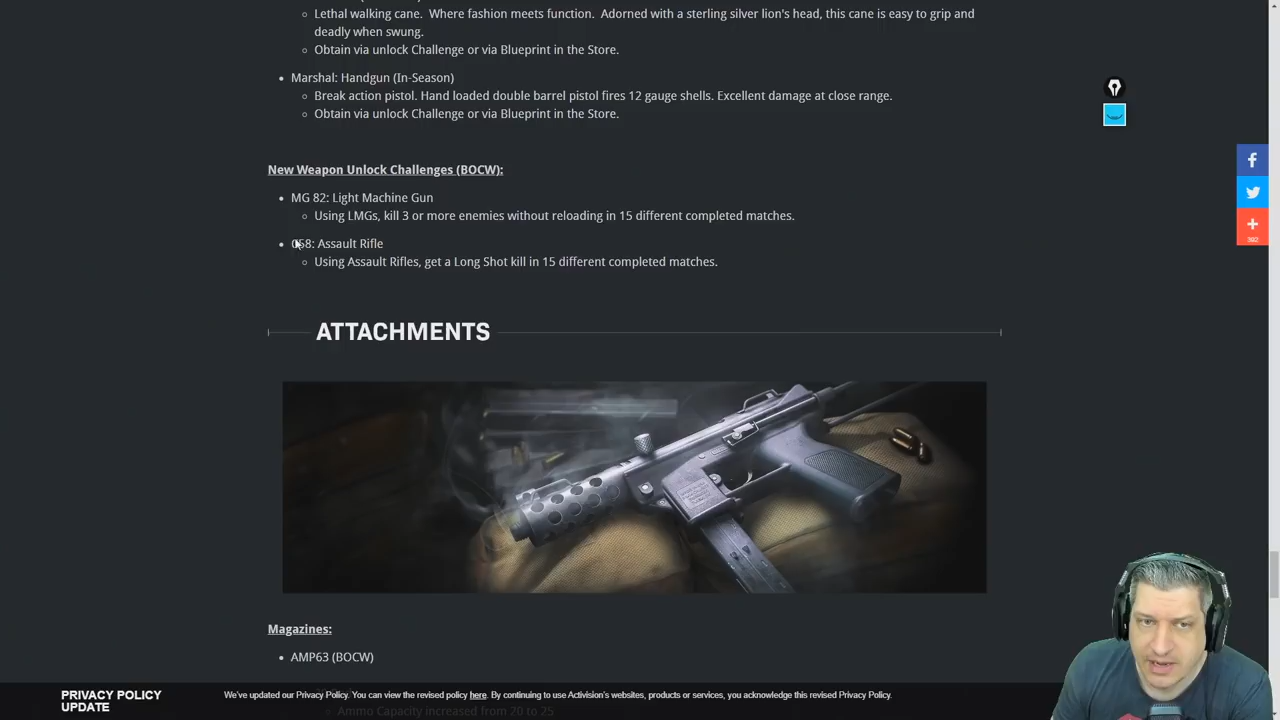 Lethal walking cane. Where fashion meets function. Adorned with a sterling silver lion's head, this cane is easy to grip and
deadly when swung.
Obtain via unlock Challenge or via Blueprint in the Store.
Marshal: Handgun (In-Season)
Break action pistol. Hand loaded double barrel pistol fires 12 gauge shells. Excellent damage at close range.
Obtain via unlock Challenge or via Blueprint in the Store.
New Weapon Unlock Challenges (BOCW):
MG 82: Light Machine Gun
Using LMGs, kill 3 or more enemies without reloading in 15 different completed matches.
C58: Assault Rifle
Using Assault Rifles, get a Long Shot kill in 15 different completed matches.
ATTACHMENTS
Magazines:
AMP63 (BOCW)
PRIVACY POLICY
UPDATE
We've updated our Privacy Policy. You can view the revised policy here. By continuing to use Activision's websites, products or services, you acknowledge this revised Privacy Policy.
Ammo Capacity increased from 20 to 25